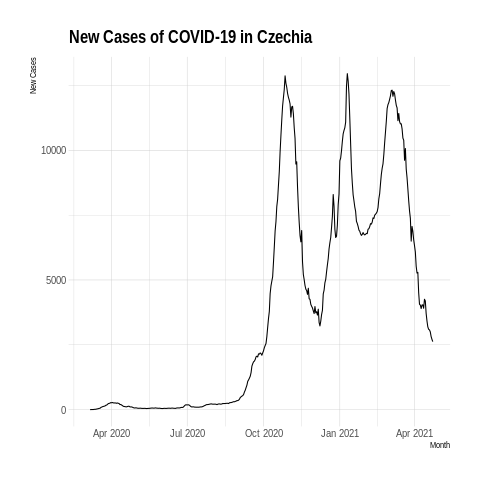 New Cases of COVID-19 in Czechia
New Cases
10000
5000
0
Apr 2020 Jul 2020 Oct 2020 Jan 2021 Apr 2021
Month